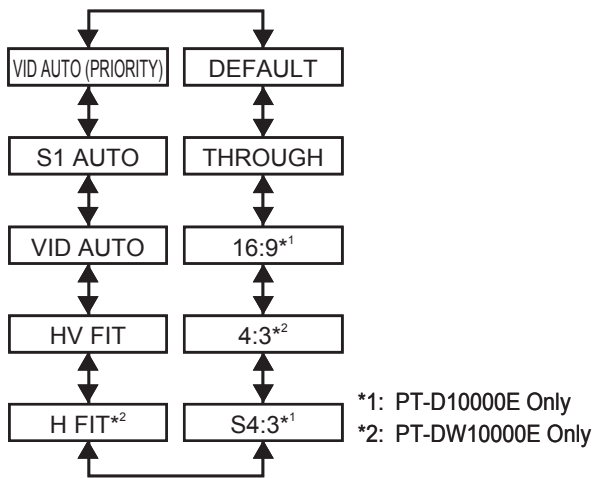 VID AUTO (PRIORITY) DEFAULT
S1 AUTO THROUGH
VID AUTO 16:9*1
HV FIT 4:3*2
H FIT*2 S4:3*1
*1: PT-D10000E Only
*2: PT-DW10000E Only